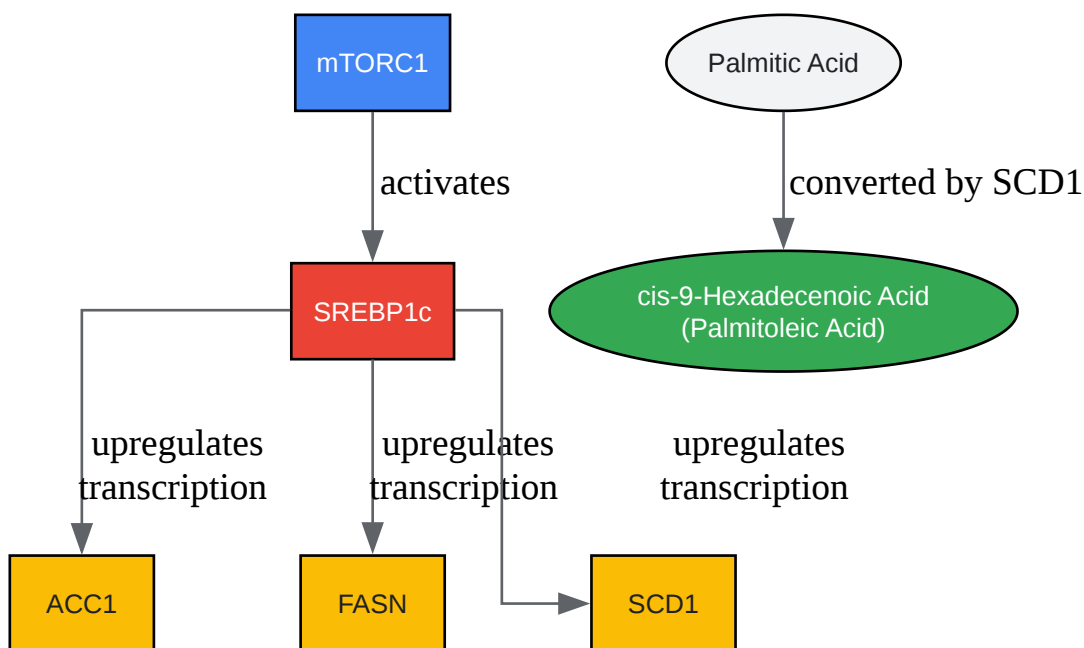 mTORC1
Palmitic Acid
activates
converted by SCD1
SREBP1c
cis-9-Hexadecenoic Acid
(Palmitoleic Acid)
upregulates
transcription
upregulates
transcription
upregulates
transcription
ACC1
FASN
SCD1